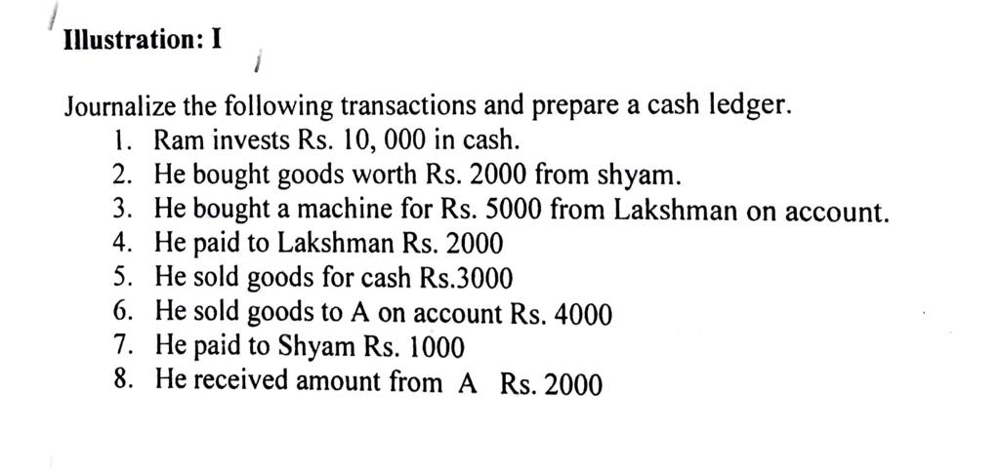 Illustration: I
Journalize the following transactions and prepare a cash ledger.
1. Ram invests Rs. 10, 000 in cash.
2. He bought goods worth Rs. 2000 from shyam.
3. He bought a machine for Rs. 5000 from Lakshman on account.
4. He paid to Lakshman Rs. 2000
5. He sold goods for cash Rs.3000
6. He sold goods to A on account Rs. 4000
7. He paid to Shyam Rs. 1000
8. He received amount from A Rs. 2000